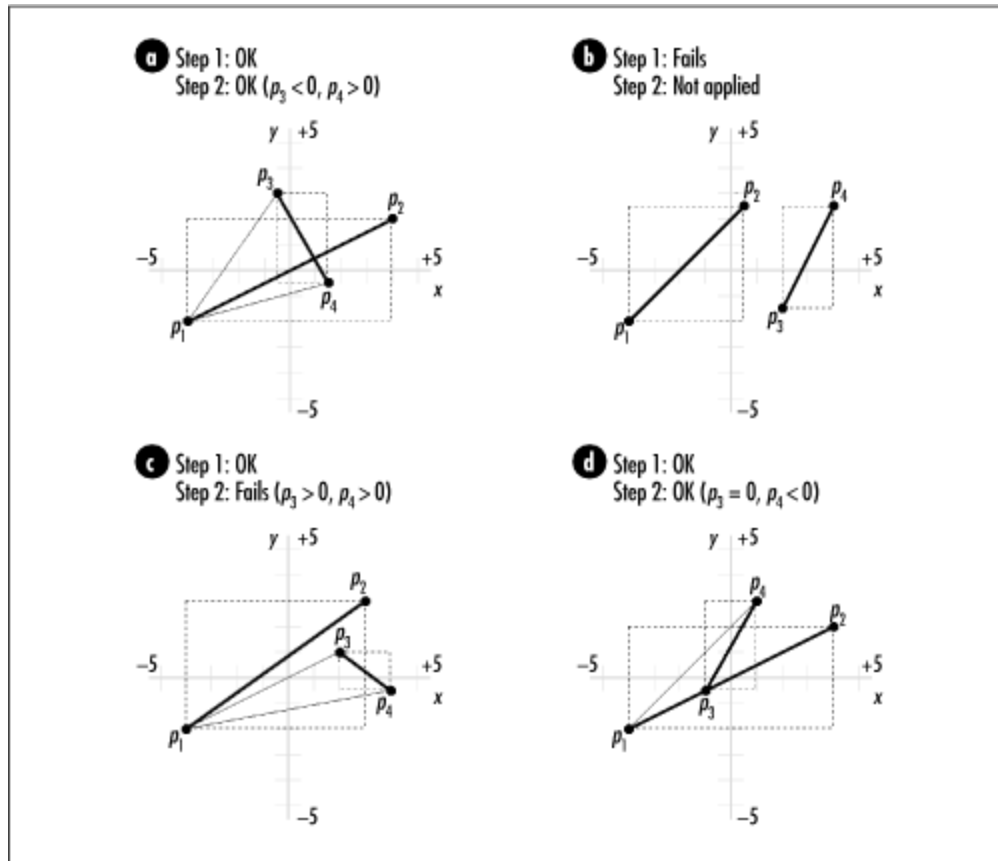 a Step 1: OK
Step 2: OK (p3 < 0, p4 > 0)
y +5
p3
p2
-5
+5
x
p4
p1
-5
b Step 1: Fails
Step 2: Not applied
y +5
p2
p4
-5
+5
x
p3
p1
-5
c Step 1: OK
Step 2: Fails (p3 > 0, p4 > 0)
y +5
p2
p3
-5
+5
x
p4
p1
-5
d Step 1: OK
Step 2: OK (p3 = 0, p4 < 0)
y +5
p4
p2
-5
+5
x
p3
p1
-5